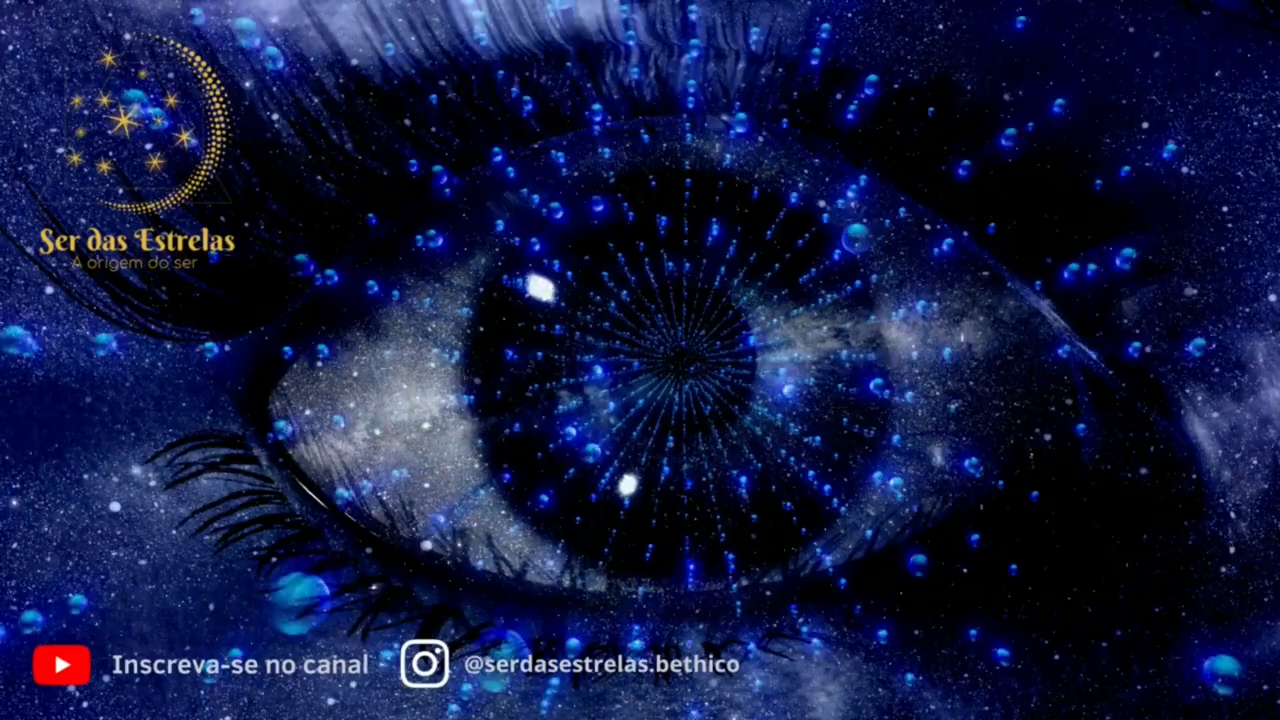 Ser das Estrelas
A origem do ser
Inscreva-se no canal
@serdasestrelas.bethico